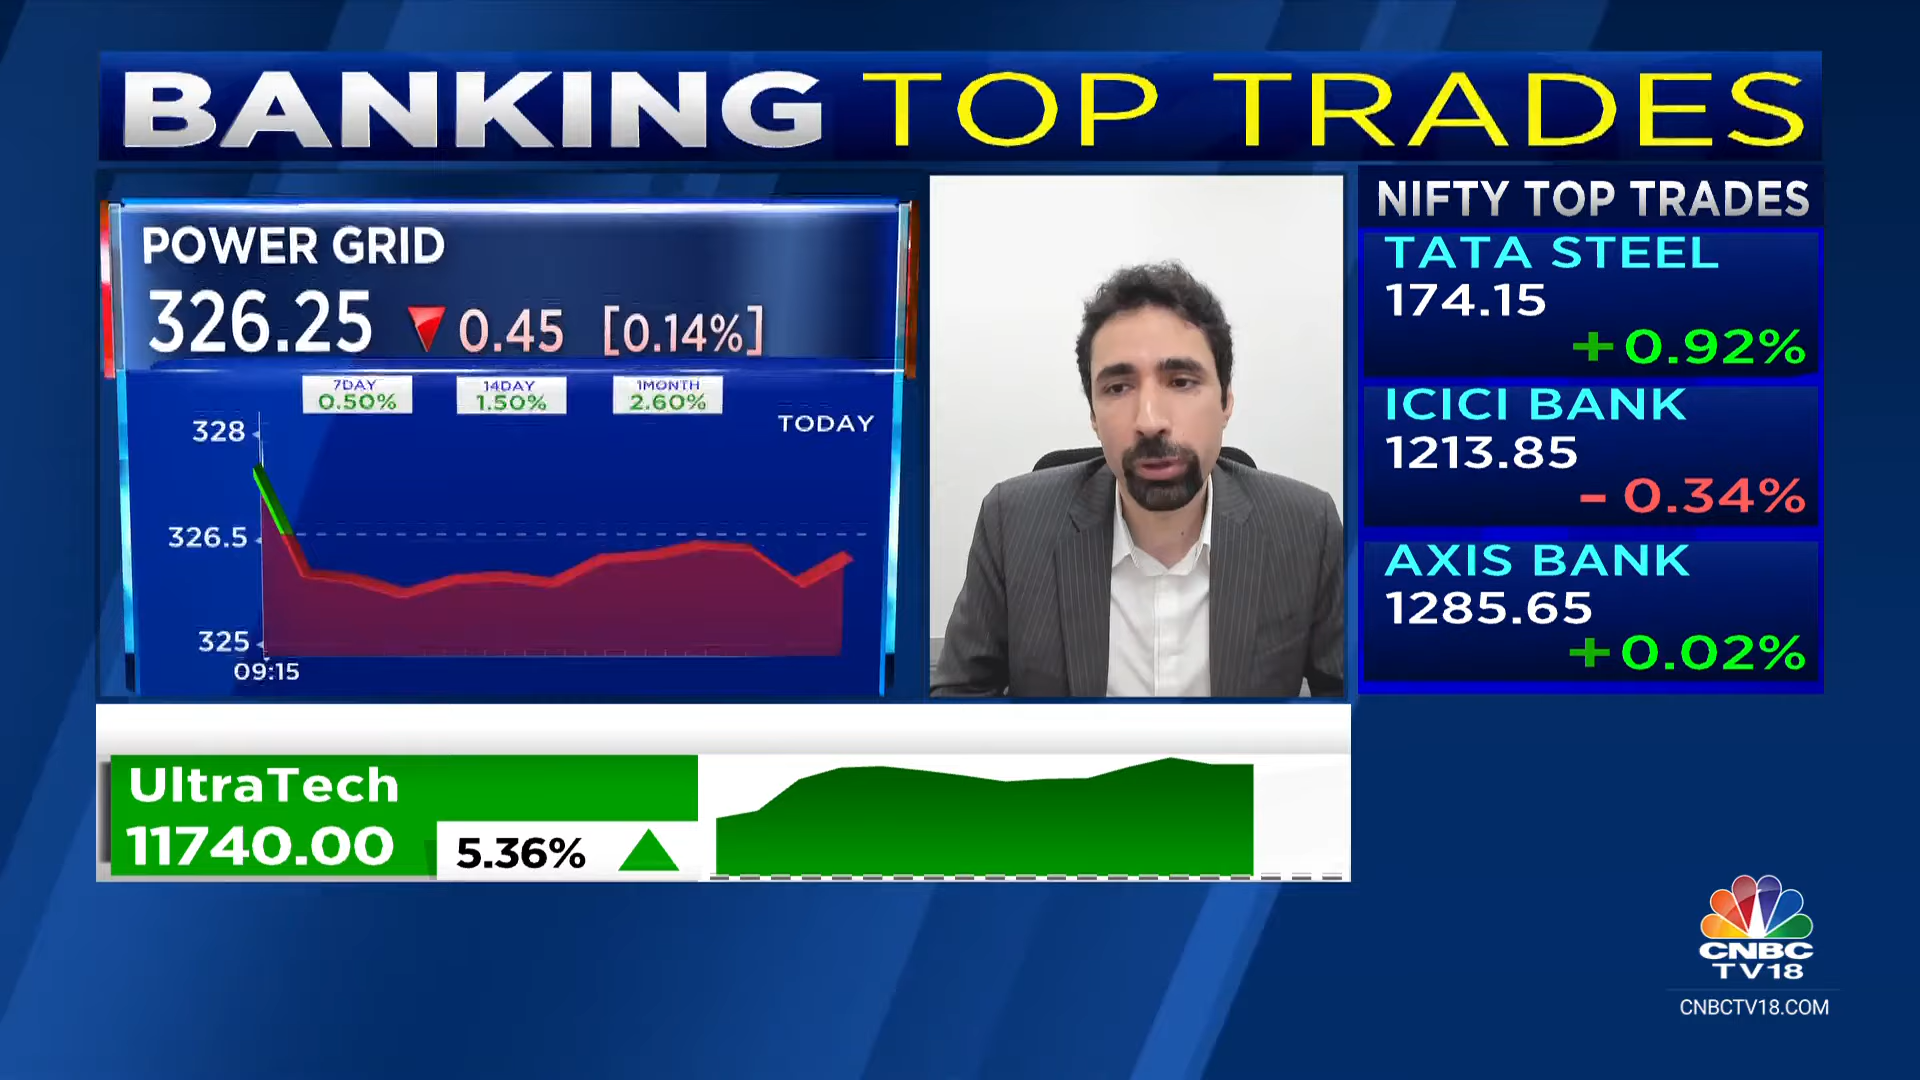 BANKING TOP TRADES
POWER GRID
326.25 ▼ 0.45 [0.14%]
7DAY
0.50%
14DAY
1.50%
1MONTH
2.60%
TODAY
328
326.5
325
09:15
NIFTY TOP TRADES
TATA STEEL
174.15
+0.92%
ICICI BANK
1213.85
-0.34%
AXIS BANK
1285.65
+0.02%
UltraTech
11740.00
5.36% ▲
CNBC
TV18
CNBCTV18.COM